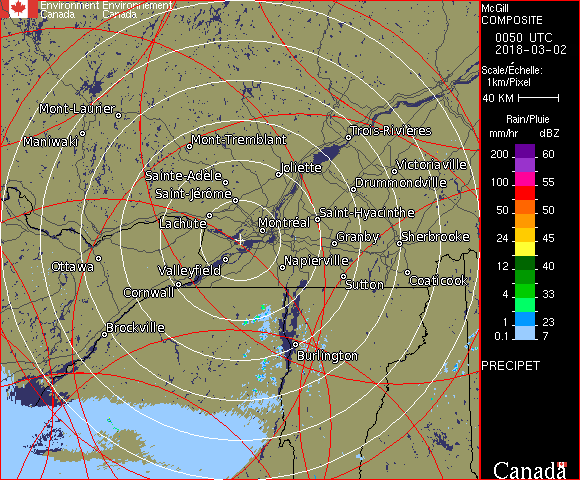 Environment Environnement
Canada Canada
McGill
COMPOSITE
0050 UTC
2018-03-02
Scale/Échelle:
1km/Pixel
40 KM
Rain/Pluie
mm/hr dBZ
200 60
150 57
100 55
50 50
24 45
12 40
4 33
1 23
0.1 7
PRECIPET
Mont-Laurier
Maniwaki
Mont-Tremblant
Trois-Rivières
Joliette
Victoriaville
Sainte-Adèle
Drummondville
Saint-Jérôme
Saint-Hyacinthe
Lachute
Montréal
Granby
Sherbrooke
Ottawa
Valleyfield
Napierville
Cornwall
Sutton
Coaticook
Brockville
Burlington
Canada